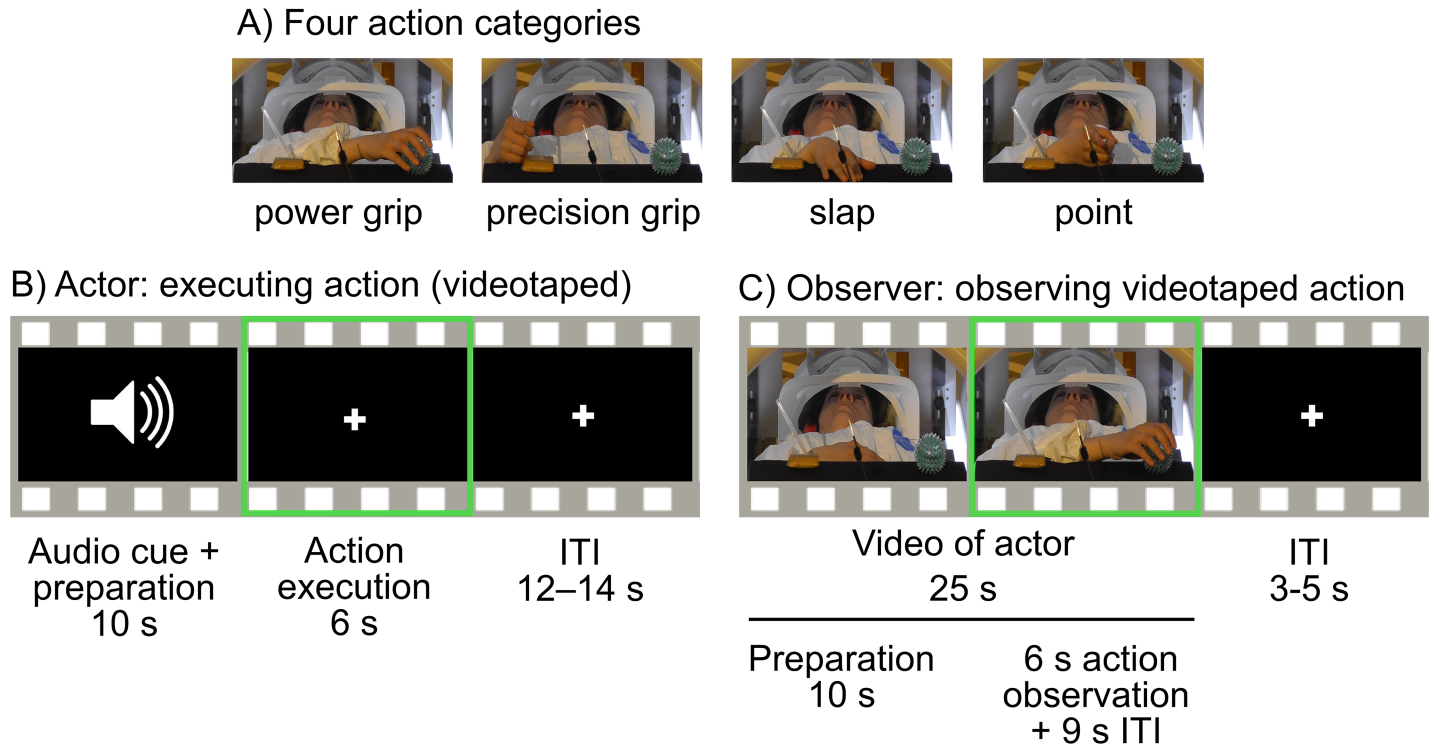 A) Four action categories
power grip
precision grip
slap
point
B) Actor: executing action (videotaped)
Audio cue +
preparation
10 s
Action
execution
6 s
ITI
12–14 s
C) Observer: observing videotaped action
Video of actor
25 s
ITI
3-5 s
Preparation
10 s
6 s action
observation
+ 9 s ITI